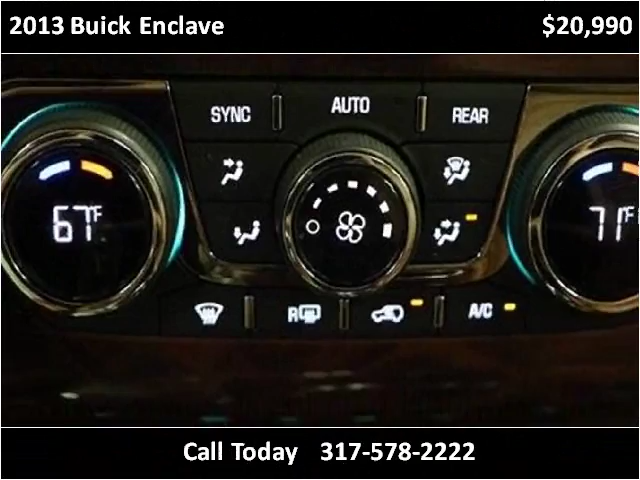 2013 Buick Enclave $20,990
SYNC AUTO REAR
67°F 71°F
R A/C
Call Today 317-578-2222